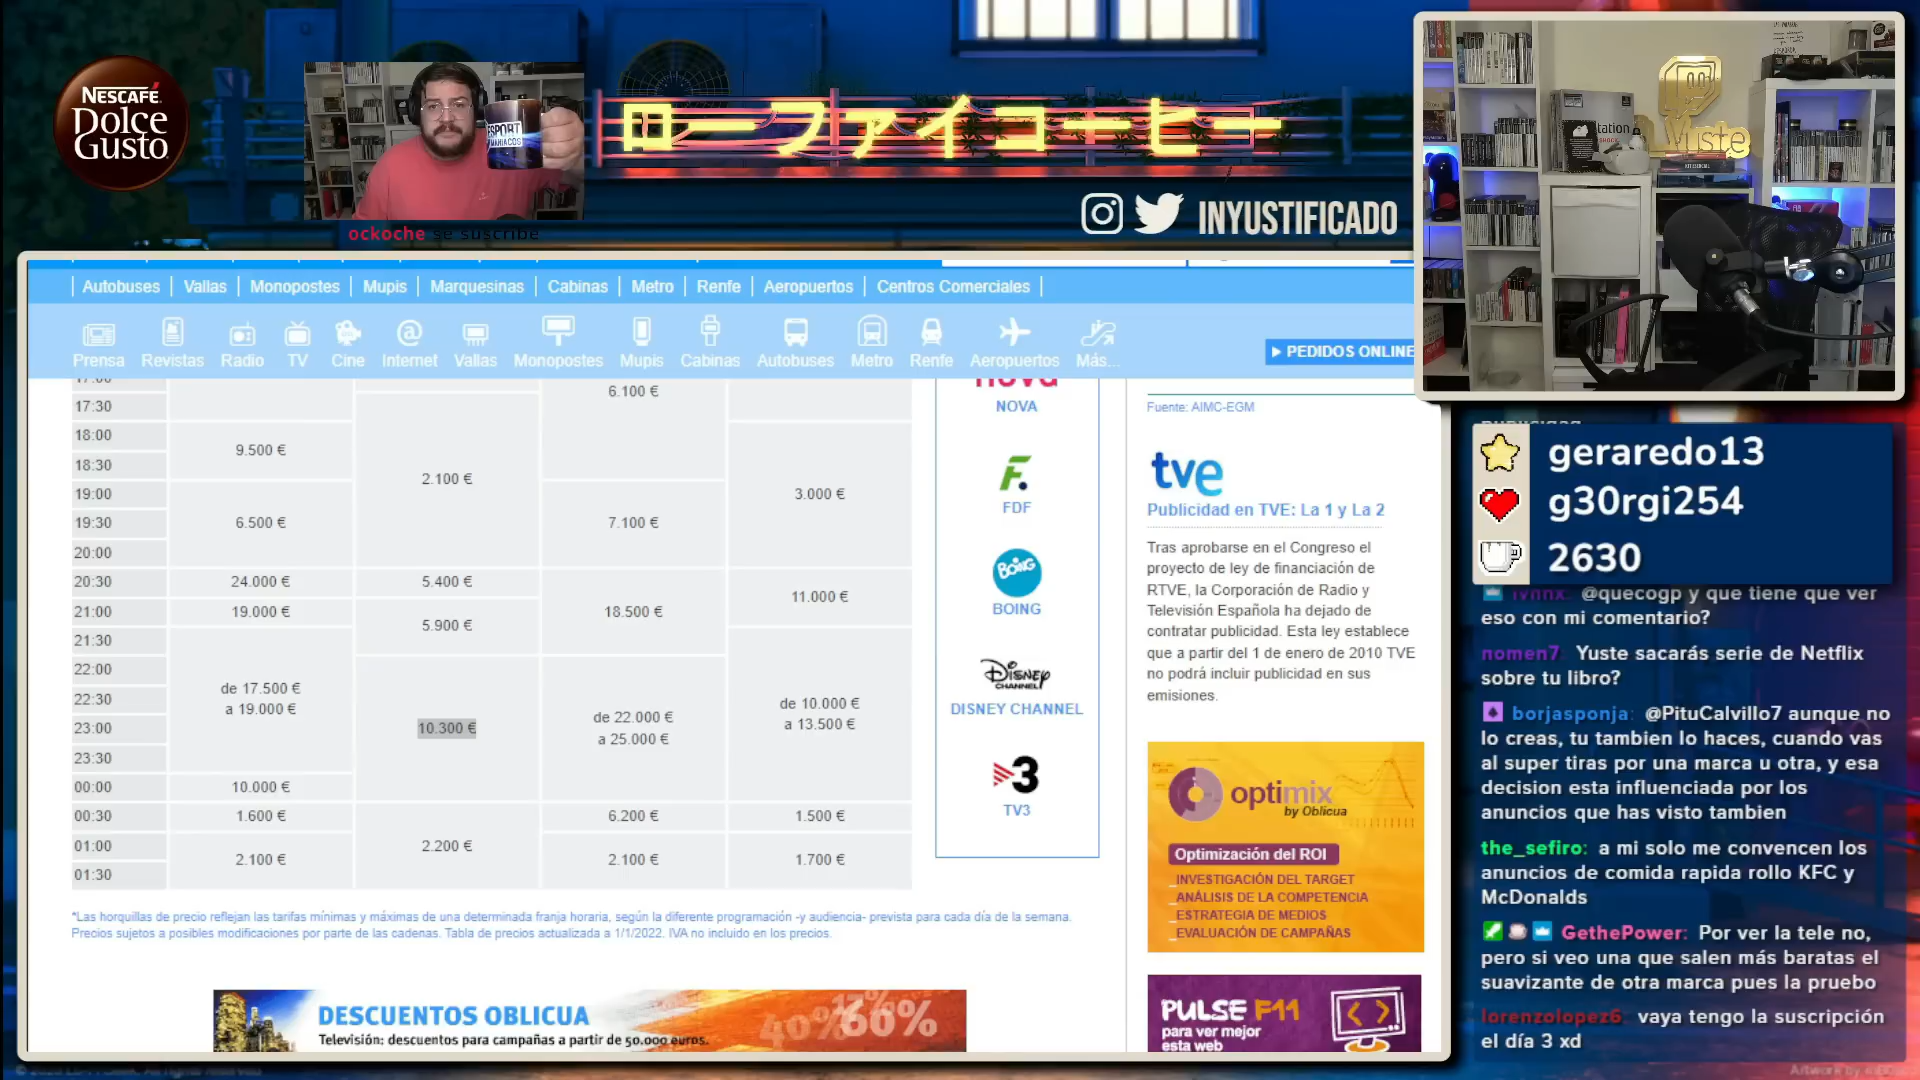 NESCAFÉ
Dolce
Gusto
ESPORT
MANIACOS
ockoche se suscribe
ローファイコーヒー
INYUSTIFICADO
Yuste
Autobuses
Vallas
Monopostes
Mupis
Marquesinas
Cabinas
Metro
Renfe
Aeropuertos
Centros Comerciales
Prensa
Revistas
Radio
TV
Cine
Internet
Vallas
Monopostes
Mupis
Cabinas
Autobuses
Metro
Renfe
Aeropuertos
Más...
PEDIDOS ONLINE
17:00
6.100 €
17:30
18:00
9.500 €
18:30
2.100 €
19:00
3.000 €
19:30
6.500 €
7.100 €
20:00
20:30
24.000 €
5.400 €
11.000 €
21:00
19.000 €
18.500 €
5.900 €
21:30
22:00
de 17.500 €
a 19.000 €
22:30
de 10.000 €
a 13.500 €
23:00
10.300 €
de 22.000 €
a 25.000 €
23:30
00:00
10.000 €
00:30
1.600 €
6.200 €
1.500 €
01:00
2.200 €
2.100 €
2.100 €
1.700 €
01:30
*Las horquillas de precio reflejan las tarifas mínimas y máximas de una determinada franja horaria, según la diferente programación -y audiencia- prevista para cada día de la semana.
Precios sujetos a posibles modificaciones por parte de las cadenas. Tabla de precios actualizada a 1/1/2022. IVA no incluido en los precios.
DESCUENTOS OBLICUA
Televisión: descuentos para campañas a partir de 50.000 euros.
40%
60%
nova
NOVA
F.
FDF
BOING
BOING
DISNEY
CHANNEL
DISNEY CHANNEL
3
TV3
Fuente: AIMC-EGM
tve
Publicidad en TVE: La 1 y La 2
Tras aprobarse en el Congreso el
proyecto de ley de financiación de
RTVE, la Corporación de Radio y
Televisión Española ha dejado de
contratar publicidad. Esta ley establece
que a partir del 1 de enero de 2010 TVE
no podrá incluir publicidad en sus
emisiones.
optimix
by Oblicua
Optimización del ROI
_INVESTIGACIÓN DEL TARGET
_ANÁLISIS DE LA COMPETENCIA
_ESTRATEGIA DE MEDIOS
_EVALUACIÓN DE CAMPAÑAS
PULSE F11
para ver mejor
esta web
geraredo13
g30rgi254
2630
ivnnx: @quecogp y que tiene que ver
eso con mi comentario?
nomen7: Yuste sacarás serie de Netflix
sobre tu libro?
borjasponja: @PituCalvillo7 aunque no
lo creas, tu tambien lo haces, cuando vas
al super tiras por una marca u otra, y esa
decision esta influenciada por los
anuncios que has visto tambien
the_sefiro: a mi solo me convencen los
anuncios de comida rapida rollo KFC y
McDonalds
GethePower: Por ver la tele no,
pero si veo una que salen más baratas el
suavizante de otra marca pues la pruebo
lorenzolopez6: vaya tengo la suscripción
el día 3 xd